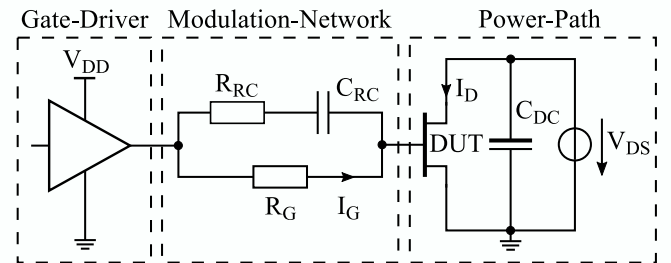 Gate-Driver Modulation-Network Power-Path
V_DD
R_RC C_RC
I_D
C_DC
DUT
V_DS
R_G I_G